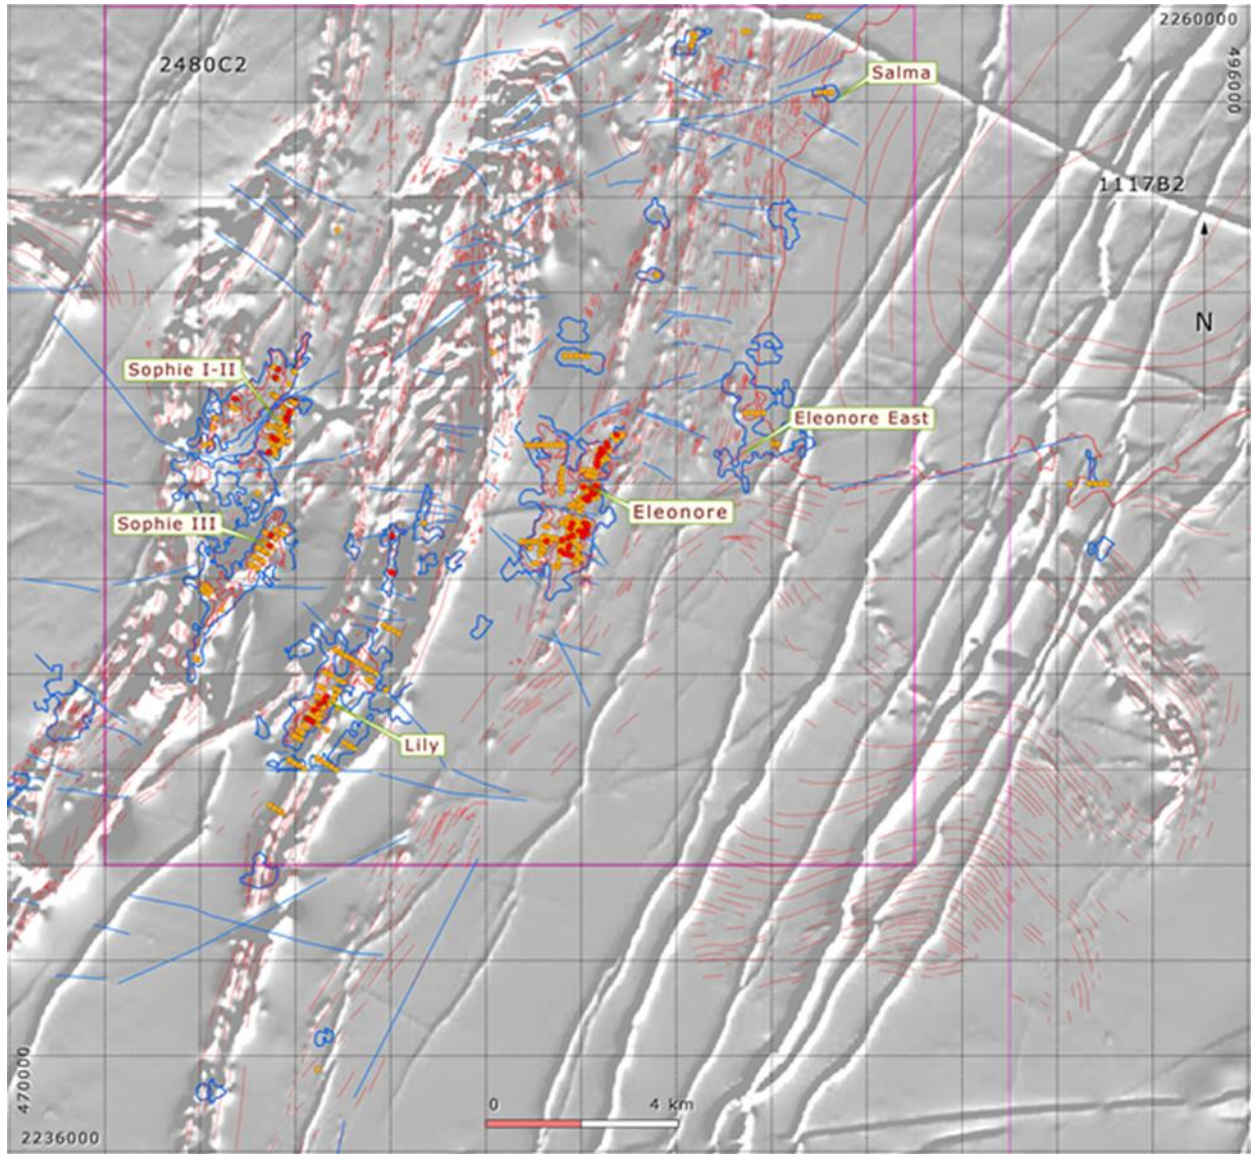 2260000
2480C2
Salma
496000
1117B2
N
Sophie I-II
Eleonore East
Sophie III
Eleonore
Lily
470000
0 4 km
2236000